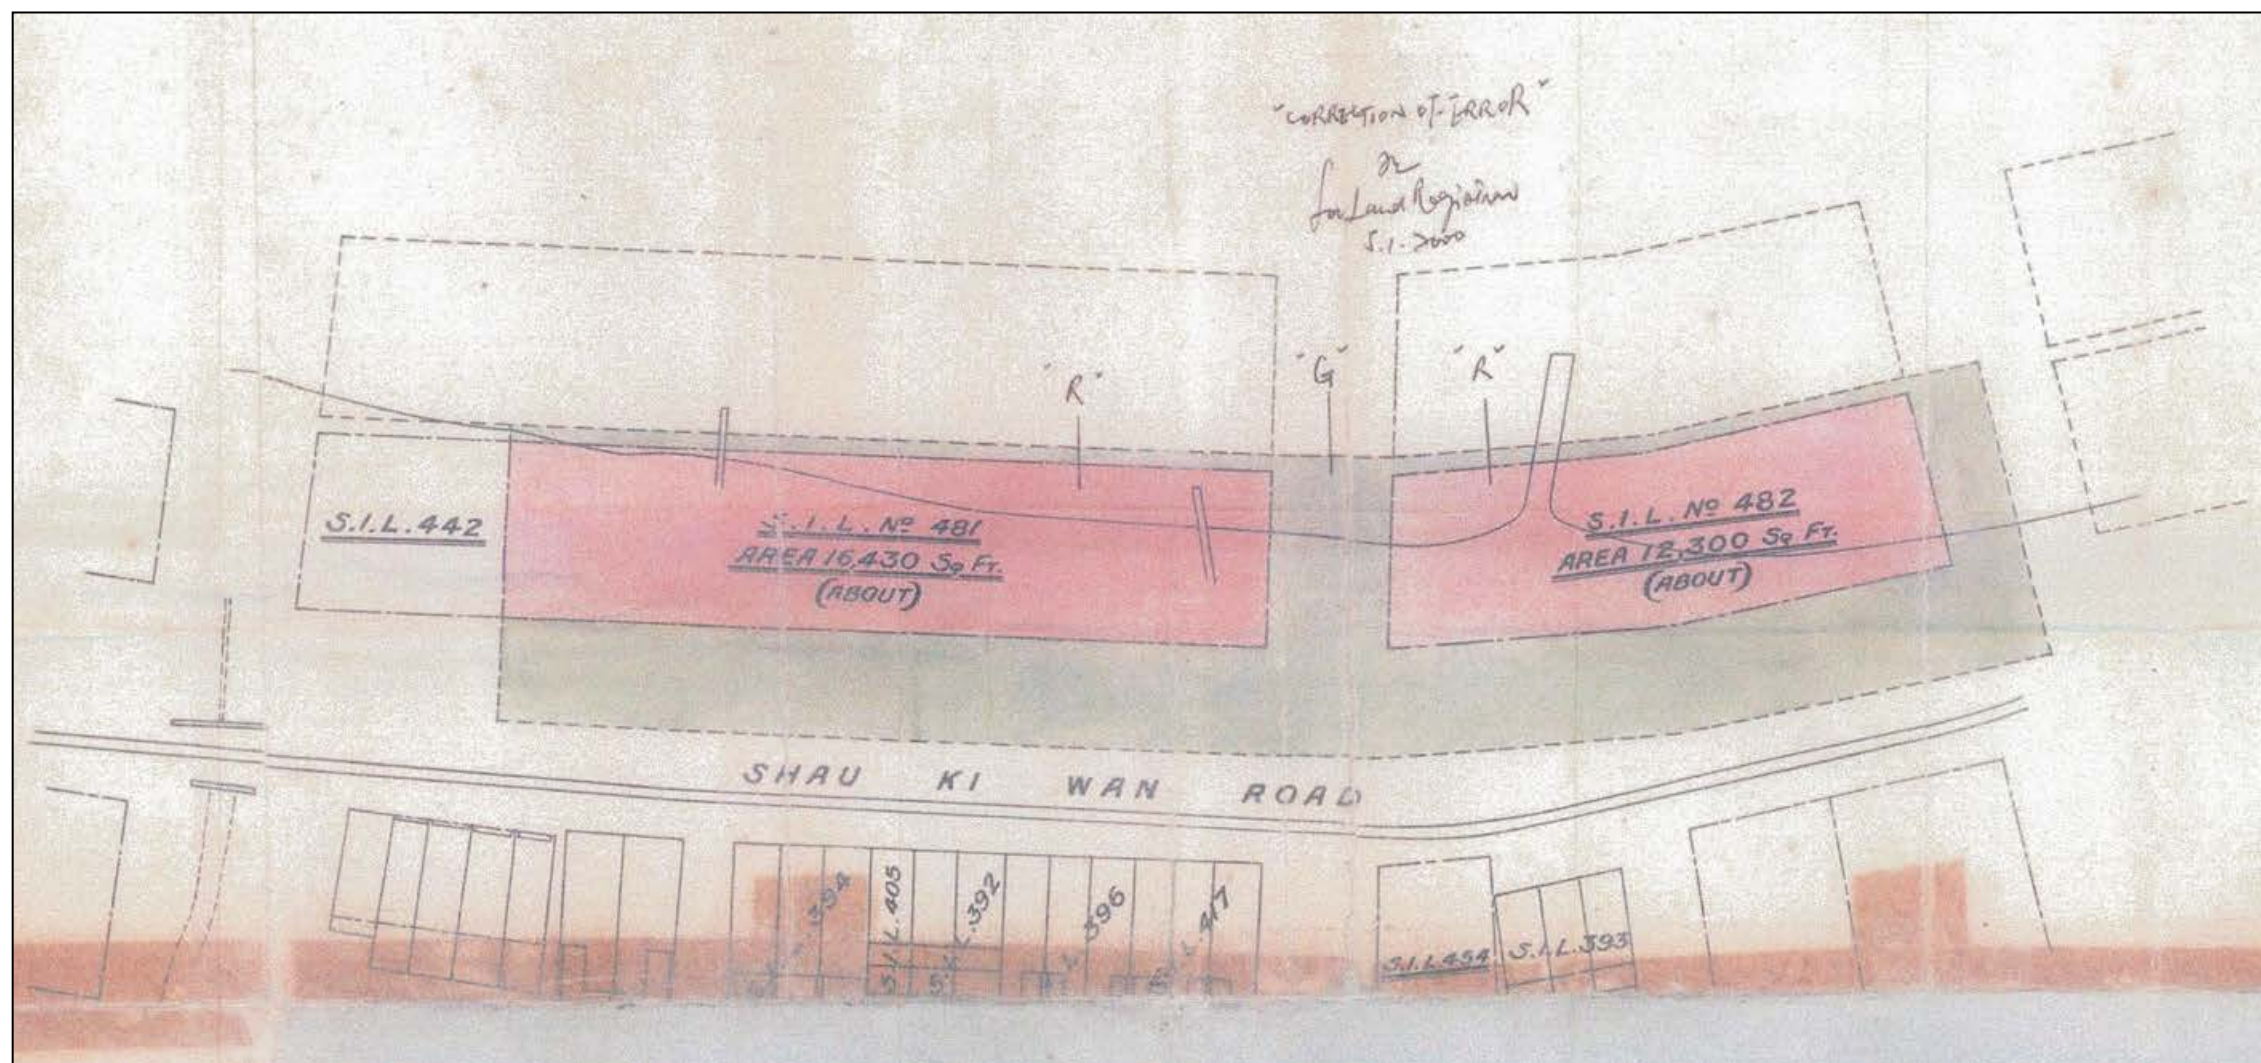 "CORRECTION OF ERROR"
for Land Registrar
5.1.2000
"R"
"G"
"R"
S.I.L. 442
S.I.L. Nº 481
AREA 16,430 Sq Ft.
(ABOUT)
S.I.L. Nº 482
AREA 12,300 Sq Ft.
(ABOUT)
SHAU KI WAN ROAD
394
S.I.L. 405
S.I.L. 392
396
417
S.I.L. 454
S.I.L. 393